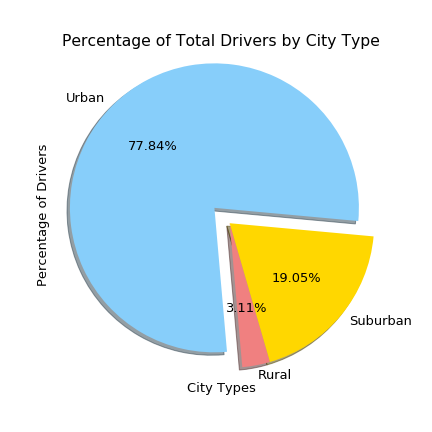 Percentage of Total Drivers by City Type
Urban
77.84%
Percentage of Drivers
19.05%
3.11%
Suburban
Rural
City Types